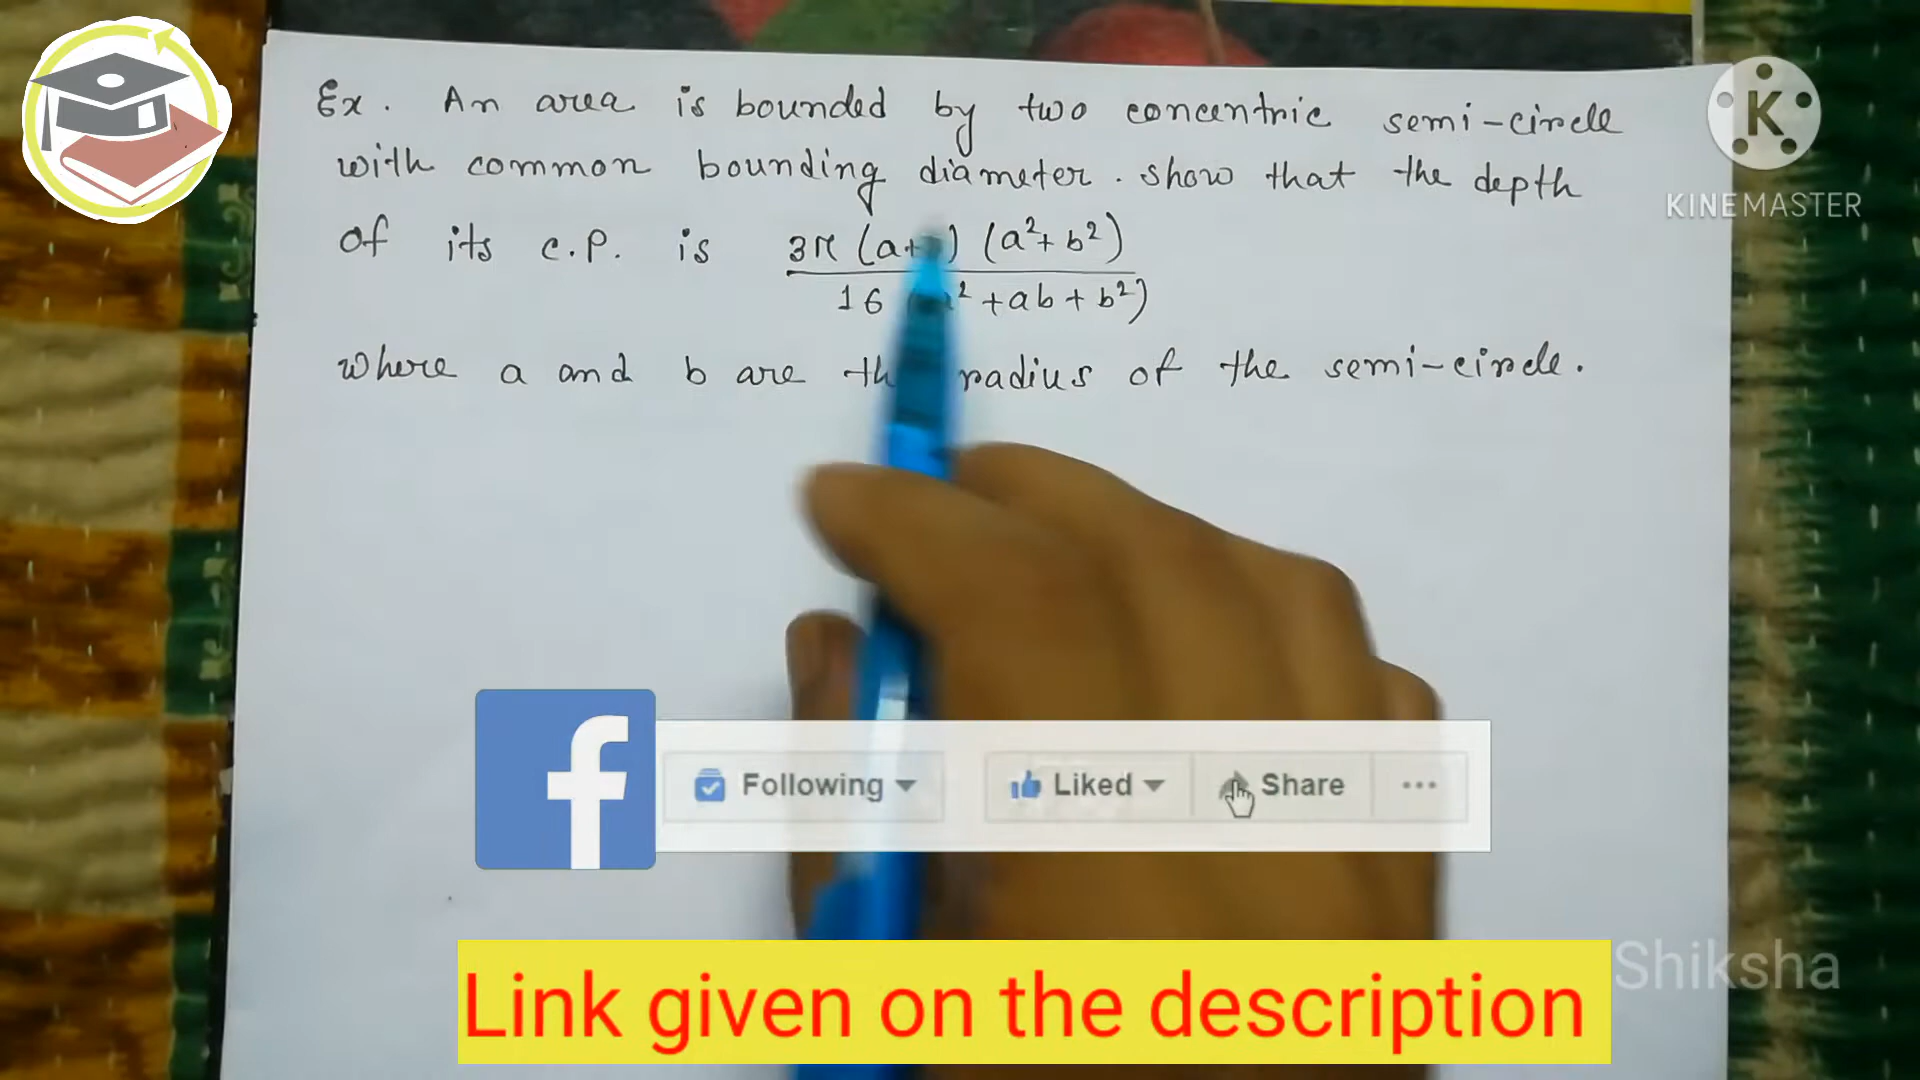 Ex. An area is bounded by two concentric semi-circle
with common bounding diameter. show that the depth
of its c.p. is 3π (a+ ) (a²+ b²)
16 ² + ab + b²)
where a and b are radius of the semi-circle.
KINEMASTER
K
f Following Liked Share ...
Shiksha
Link given on the description